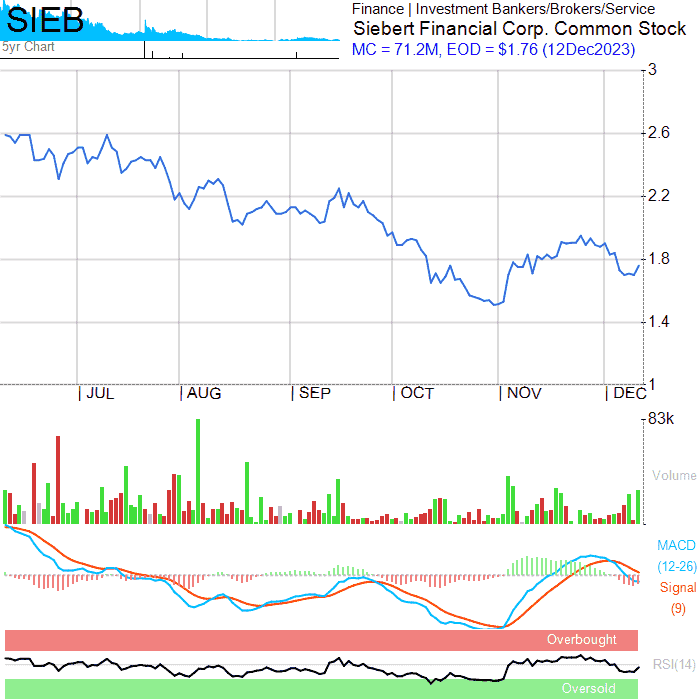 SIEB
5yr Chart
Finance | Investment Bankers/Brokers/Service
Siebert Financial Corp. Common Stock
MC = 71.2M, EOD = $1.76 (12Dec2023)
3
2.6
2.2
1.8
1.4
1
| JUL | AUG | SEP | OCT | NOV | DEC
83k
Volume
MACD
(12-26)
Signal
(9)
Overbought
RSI(14)
Oversold